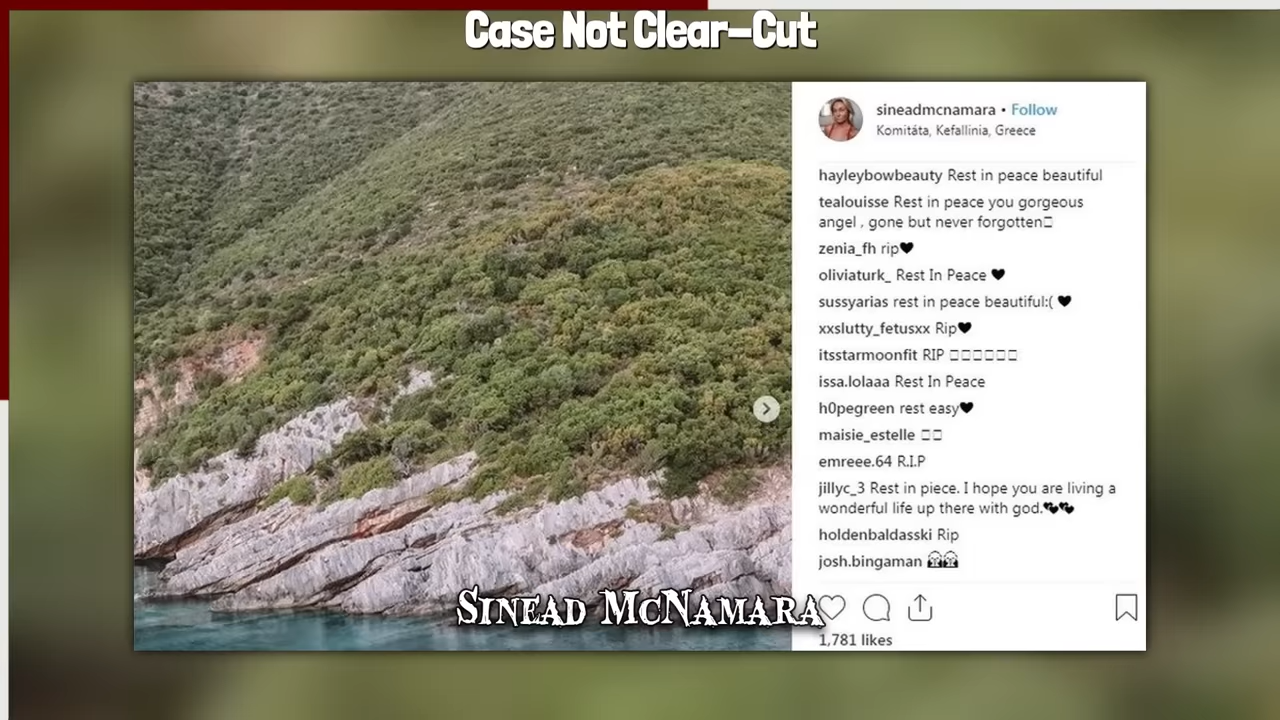 Case Not Clear-Cut
sineadmcnamara • Follow
Komitáta, Kefallinia, Greece
hayleybowbeauty Rest in peace beautiful
tealouisse Rest in peace you gorgeous
angel , gone but never forgotten
zenia_fh rip🖤
oliviaturk_ Rest In Peace 🖤
sussyarias rest in peace beautiful:( 🖤
xxslutty_fetusxx Rip🖤
itsstarmoonfit RIP
issa.lolaaa Rest In Peace
h0pegreen rest easy🖤
maisie_estelle
emreee.64 R.I.P
jillyc_3 Rest in piece. I hope you are living a
wonderful life up there with god.
holdenbaldasski Rip
josh.bingaman
Sinead McNamara
1,781 likes